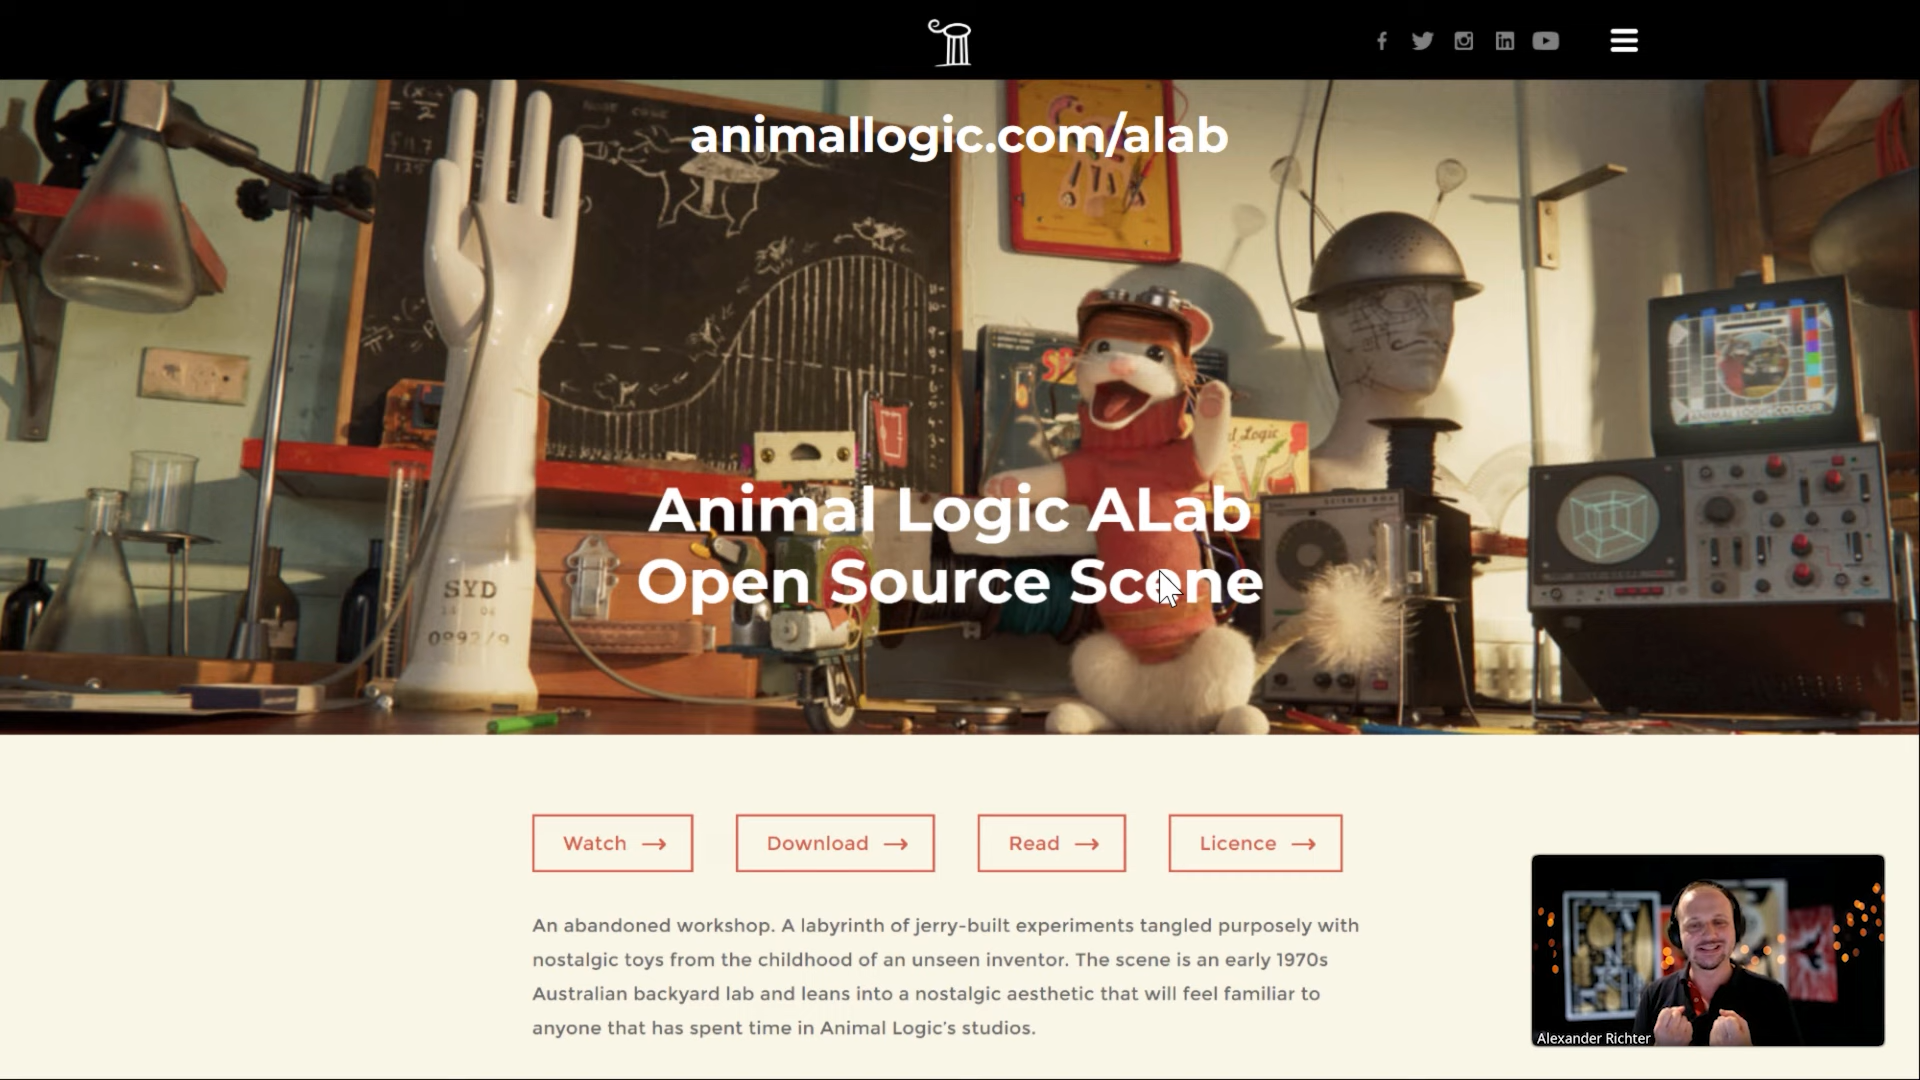 animallogic.com/alab
Animal Logic ALab
Open Source Scene
SYD
0992/9
Watch →
Download →
Read →
Licence →
An abandoned workshop. A labyrinth of jerry-built experiments tangled purposely with
nostalgic toys from the childhood of an unseen inventor. The scene is an early 1970s
Australian backyard lab and leans into a nostalgic aesthetic that will feel familiar to
anyone that has spent time in Animal Logic's studios.
Alexander Richter